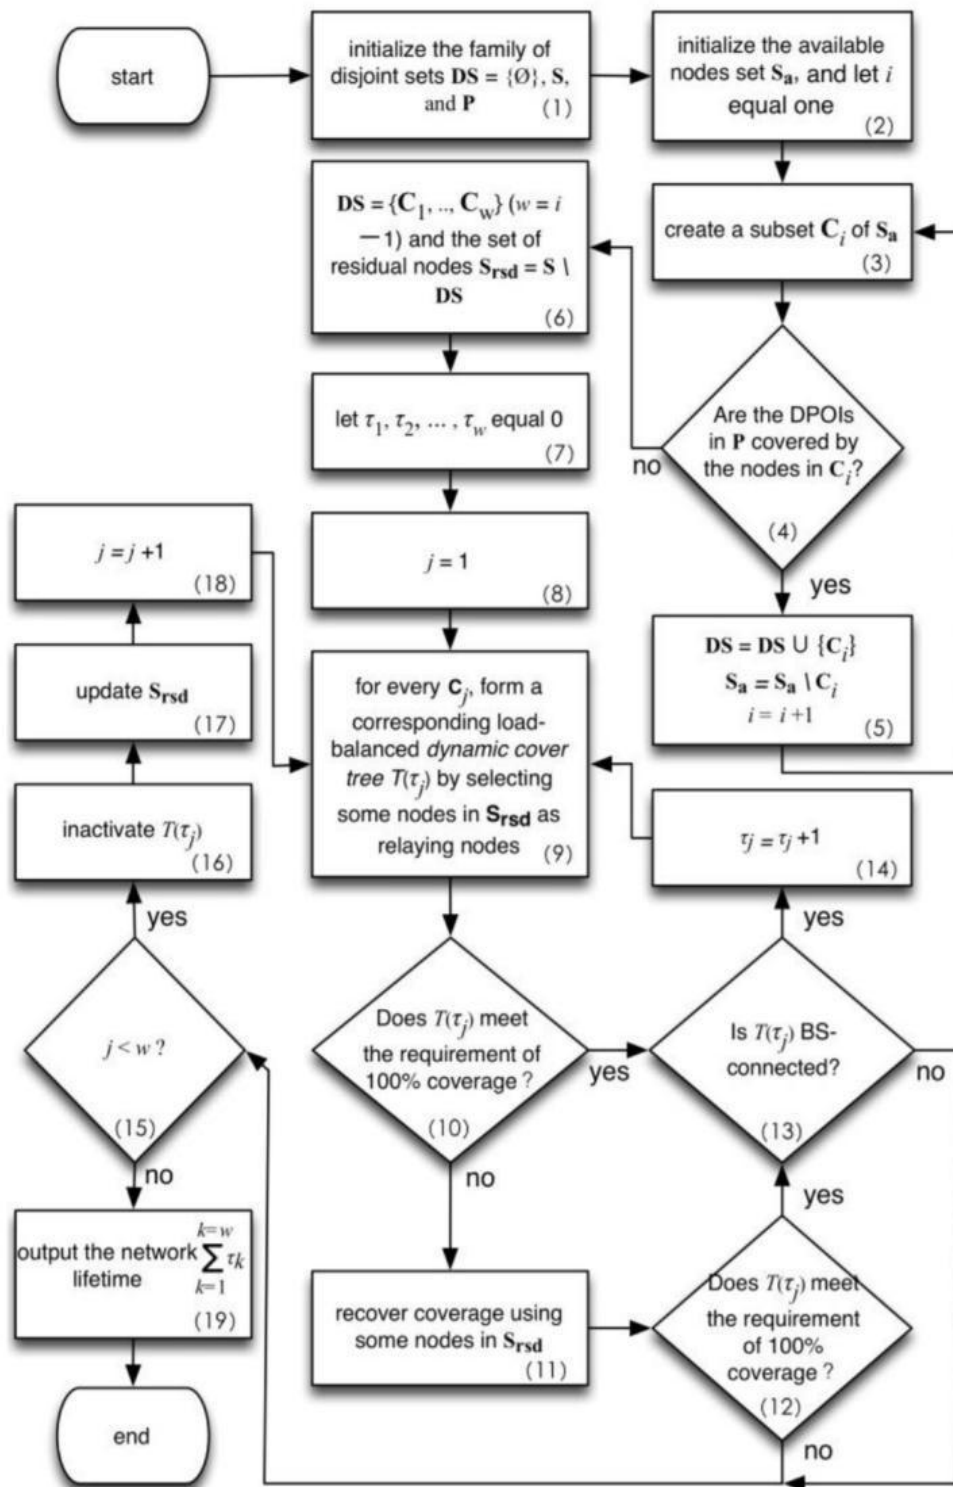 start
initialize the family of
disjoint sets DS = {Ø}, S,
and P
(1)
initialize the available
nodes set Sa, and let i
equal one
(2)
create a subset Ci of Sa
(3)
Are the DPOIs
in P covered by
the nodes in Ci?
(4)
no
yes
DS = DS ∪ {Ci}
Sa = Sa \ Ci
i = i +1
(5)
DS = {C1, .., Cw} (w = i
—1) and the set of
residual nodes Srsd = S \
DS
(6)
let τ1, τ2, ... , τw equal 0
(7)
j = 1
(8)
for every Cj, form a
corresponding load-
balanced dynamic cover
tree T(τj) by selecting
some nodes in Srsd as
relaying nodes
(9)
Does T(τj) meet
the requirement of
100% coverage ?
(10)
yes
no
recover coverage using
some nodes in Srsd
(11)
Does T(τj) meet
the requirement
of 100%
coverage ?
(12)
yes
no
Is T(τj) BS-
connected?
(13)
yes
no
τj = τj +1
(14)
j < w ?
(15)
yes
no
inactivate T(τj)
(16)
update Srsd
(17)
j = j +1
(18)
output the network
lifetime
k=w
∑ τk
k=1
(19)
end